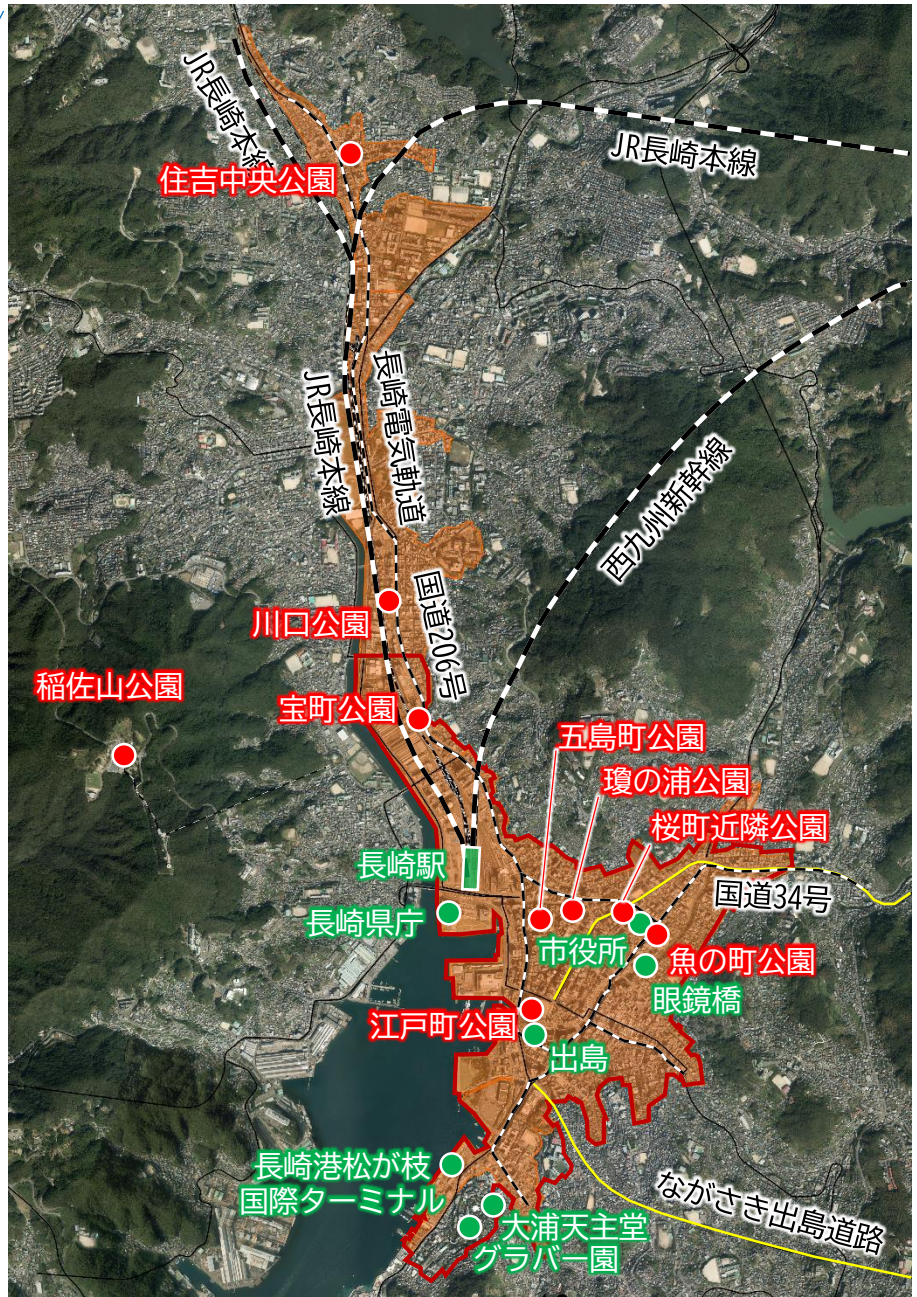 JR長崎本線
JR長崎本線
住吉中央公園
長崎電気軌道
JR長崎本線
西九州新幹線
国道206号
川口公園
稲佐山公園
宝町公園
五島町公園
瓊の浦公園
桜町近隣公園
長崎駅
国道34号
長崎県庁
市役所
魚の町公園
眼鏡橋
江戸町公園
出島
長崎港松が枝
国際ターミナル
ながさき出島道路
大浦天主堂
グラバー園